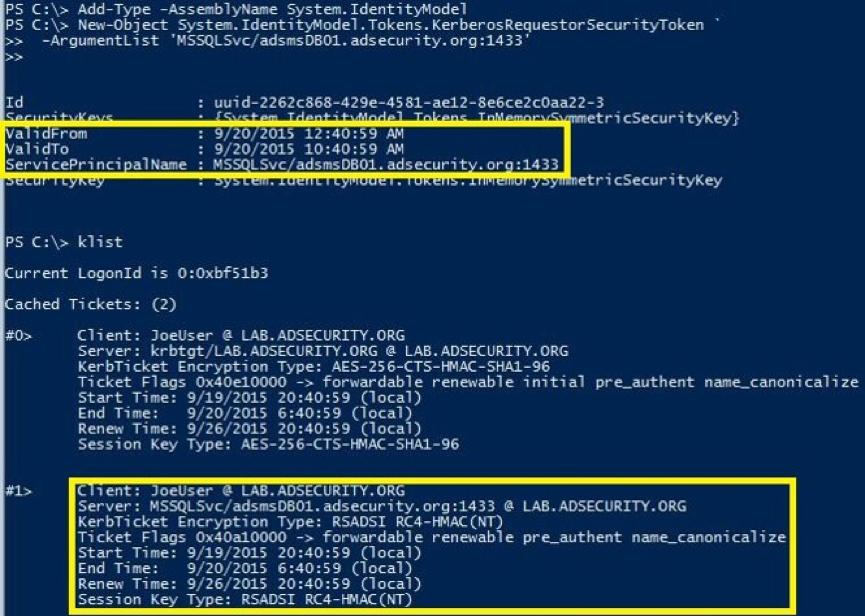 PS C:\> Add-Type -AssemblyName System.IdentityModel
PS C:\> New-Object System.IdentityModel.Tokens.KerberosRequestorSecurityToken `
>>  -ArgumentList 'MSSQLSvc/adsmsDB01.adsecurity.org:1433'
>>
Id : uuid-2262c868-429e-4581-ae12-8e6ce2c0aa22-3
SecurityKeys : {System.IdentityModel.Tokens.InMemorySymmetricSecurityKey}
ValidFrom : 9/20/2015 12:40:59 AM
ValidTo : 9/20/2015 10:40:59 AM
ServicePrincipalName : MSSQLSvc/adsmsDB01.adsecurity.org:1433
SecurityKey : System.IdentityModel.Tokens.InMemorySymmetricSecurityKey
PS C:\> klist
Current LogonId is 0:0xbf51b3
Cached Tickets: (2)
#0> Client: JoeUser @ LAB.ADSECURITY.ORG
Server: krbtgt/LAB.ADSECURITY.ORG @ LAB.ADSECURITY.ORG
KerbTicket Encryption Type: AES-256-CTS-HMAC-SHA1-96
Ticket Flags 0x40e10000 -> forwardable renewable initial pre_authent name_canonicalize
Start Time: 9/19/2015 20:40:59 (local)
End Time:   9/20/2015 6:40:59 (local)
Renew Time: 9/26/2015 20:40:59 (local)
Session Key Type: AES-256-CTS-HMAC-SHA1-96
#1> Client: JoeUser @ LAB.ADSECURITY.ORG
Server: MSSQLSvc/adsmsDB01.adsecurity.org:1433 @ LAB.ADSECURITY.ORG
KerbTicket Encryption Type: RSADSI RC4-HMAC(NT)
Ticket Flags 0x40a10000 -> forwardable renewable pre_authent name_canonicalize
Start Time: 9/19/2015 20:40:59 (local)
End Time:   9/20/2015 6:40:59 (local)
Renew Time: 9/26/2015 20:40:59 (local)
Session Key Type: RSADSI RC4-HMAC(NT)